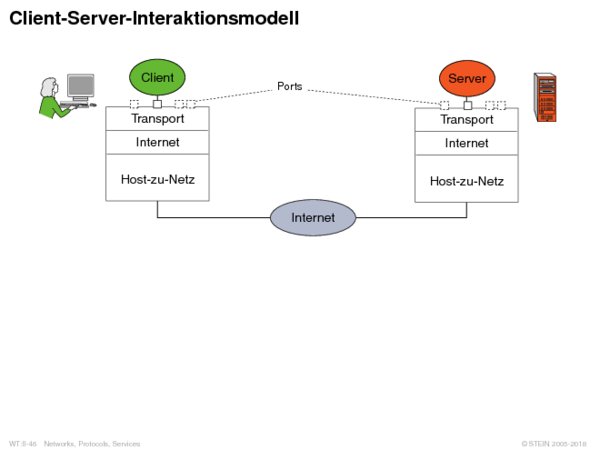 Client-Server-Interaktionsmodell
Client
Ports
Server
Transport
Internet
Host-zu-Netz
Transport
Internet
Host-zu-Netz
Internet
WT:II-46 Networks, Protocols, Services
© STEIN 2005-2018